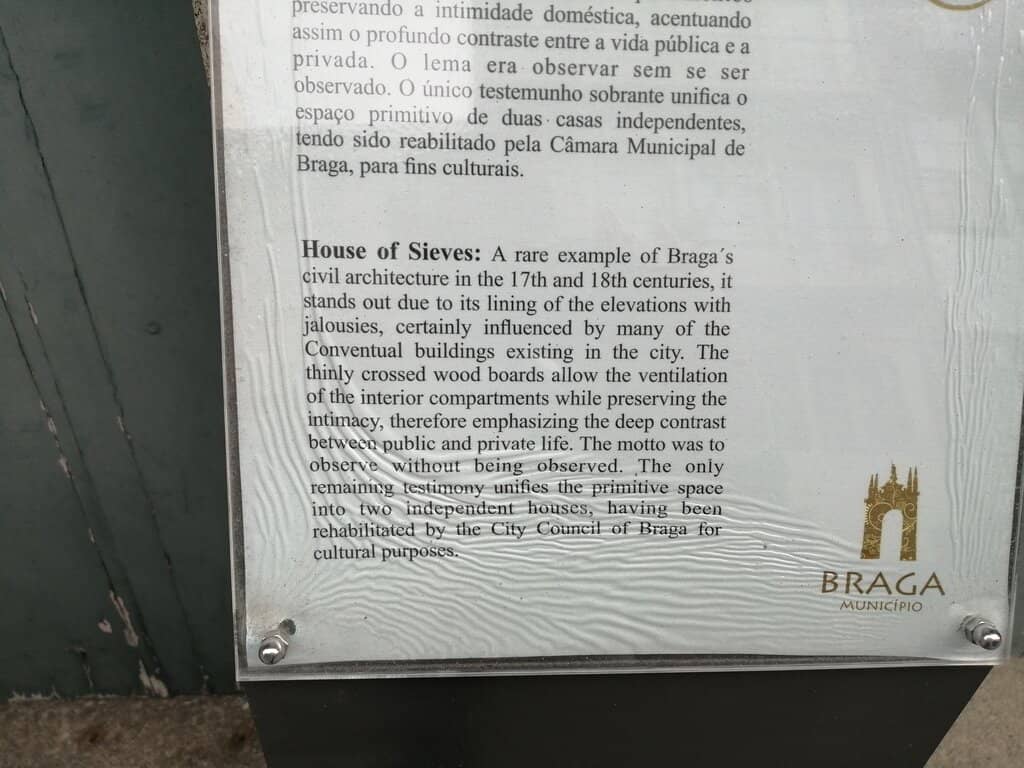 preservando a intimidade doméstica, acentuando
assim o profundo contraste entre a vida pública e a
privada. O lema era observar sem se ser
observado. O único testemunho sobrante unifica o
espaço primitivo de duas casas independentes,
tendo sido reabilitado pela Câmara Municipal de
Braga, para fins culturais.
House of Sieves: A rare example of Braga´s
civil architecture in the 17th and 18th centuries, it
stands out due to its lining of the elevations with
jalousies, certainly influenced by many of the
Conventual buildings existing in the city. The
thinly crossed wood boards allow the ventilation
of the interior compartments while preserving the
intimacy, therefore emphasizing the deep contrast
between public and private life. The motto was to
observe without being observed. The only
remaining testimony unifies the primitive space
into two independent houses, having been
rehabilitated by the City Council of Braga for
cultural purposes.
BRAGA
MUNICÍPIO